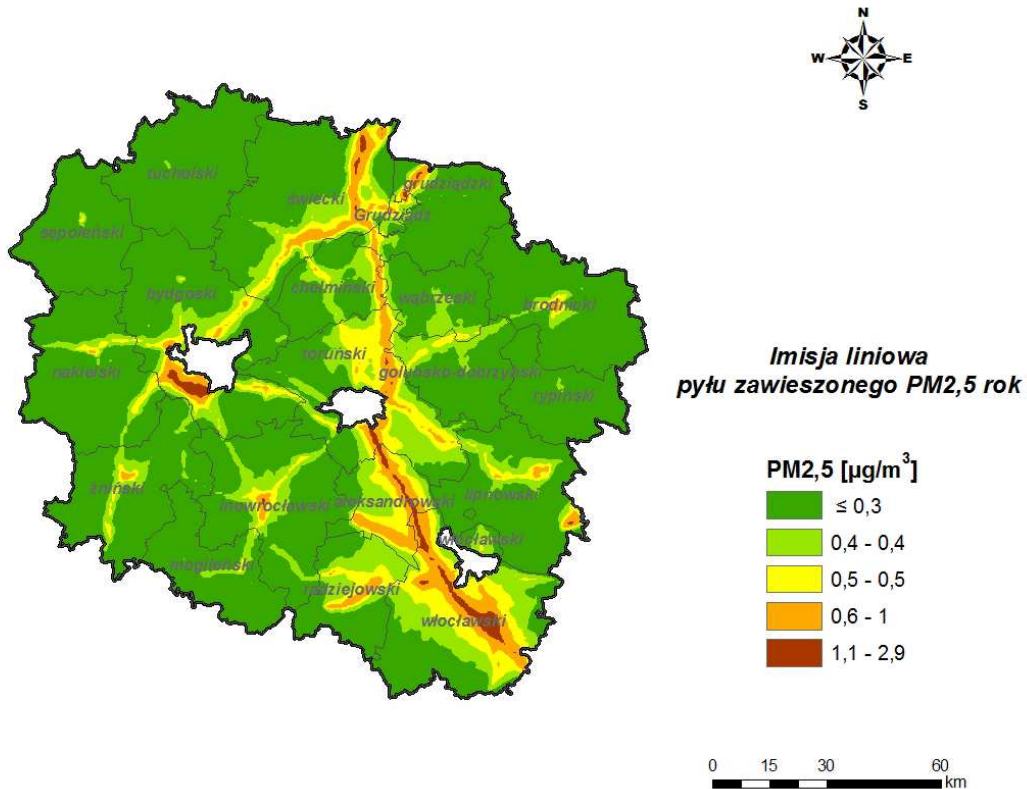 N
W E
S
tucholski
świecki
grudziądzki
Grudziądz
sępoleński
bydgoski
chełmiński
wąbrzeski
brodnicki
nakielski
toruński
golubsko-dobrzyński
rypiński
żniński
inowrocławski
aleksandrowski
lipnowski
włocławski
mogileński
radziejowski
włocławski
Imisja liniowa
pyłu zawieszonego PM2,5 rok
PM2,5 [µg/m³]
≤ 0,3
0,4 - 0,4
0,5 - 0,5
0,6 - 1
1,1 - 2,9
0 15 30 60
km